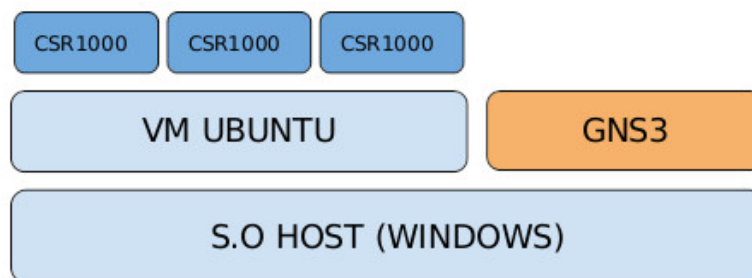 CSR1000 CSR1000 CSR1000
VM UBUNTU GNS3
S.O HOST (WINDOWS)